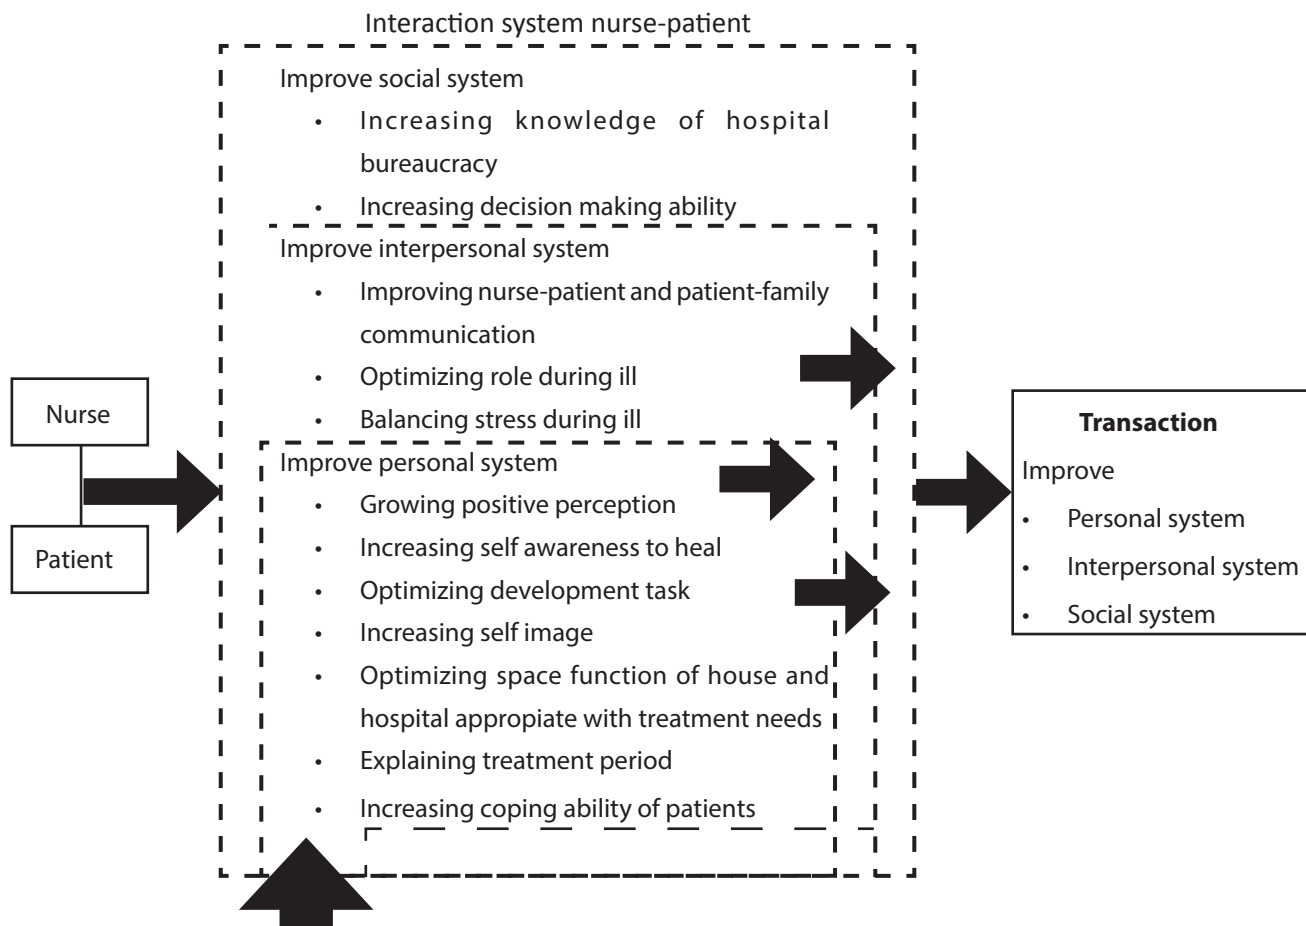 Interaction system nurse-patient
Improve social system
• Increasing knowledge of hospital
bureaucracy
• Increasing decision making ability
Improve interpersonal system
• Improving nurse-patient and patient-family
communication
• Optimizing role during ill
• Balancing stress during ill
Improve personal system
• Growing positive perception
• Increasing self awareness to heal
• Optimizing development task
• Increasing self image
• Optimizing space function of house and
hospital appropiate with treatment needs
• Explaining treatment period
• Increasing coping ability of patients
Nurse
Patient
Transaction
Improve
• Personal system
• Interpersonal system
• Social system